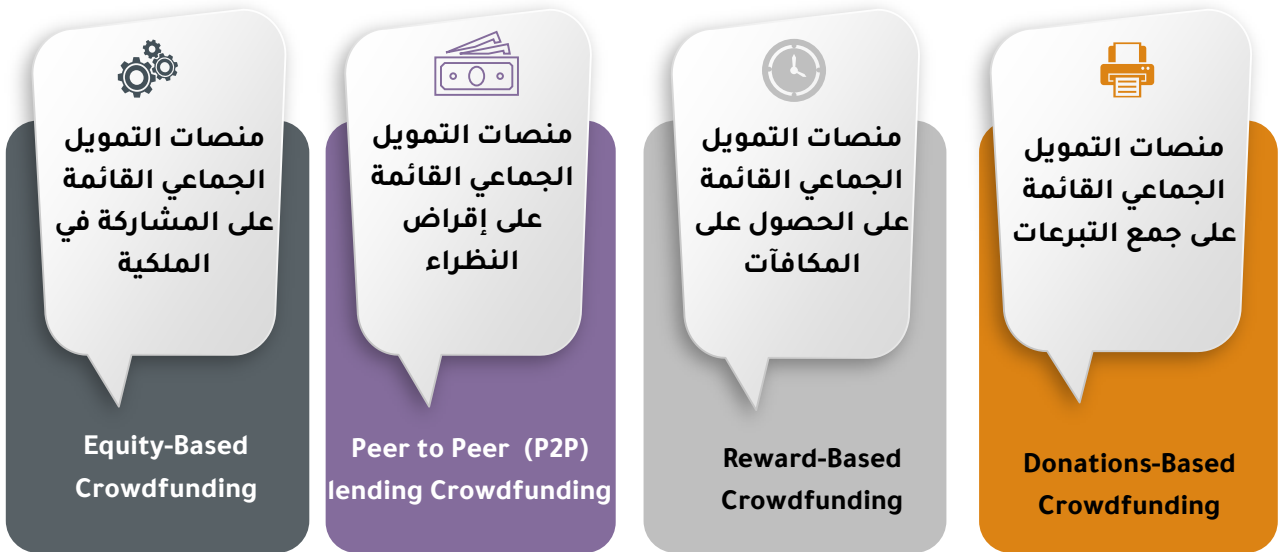 منصات التمويل
الجماعي القائمة
على جمع التبرعات
Donations-Based
Crowdfunding
منصات التمويل
الجماعي القائمة
على الحصول على
المكافآت
Reward-Based
Crowdfunding
منصات التمويل
الجماعي القائمة
على إقراض
النظراء
Peer to Peer (P2P)
lending Crowdfunding
منصات التمويل
الجماعي القائمة
على المشاركة في
الملكية
Equity-Based
Crowdfunding